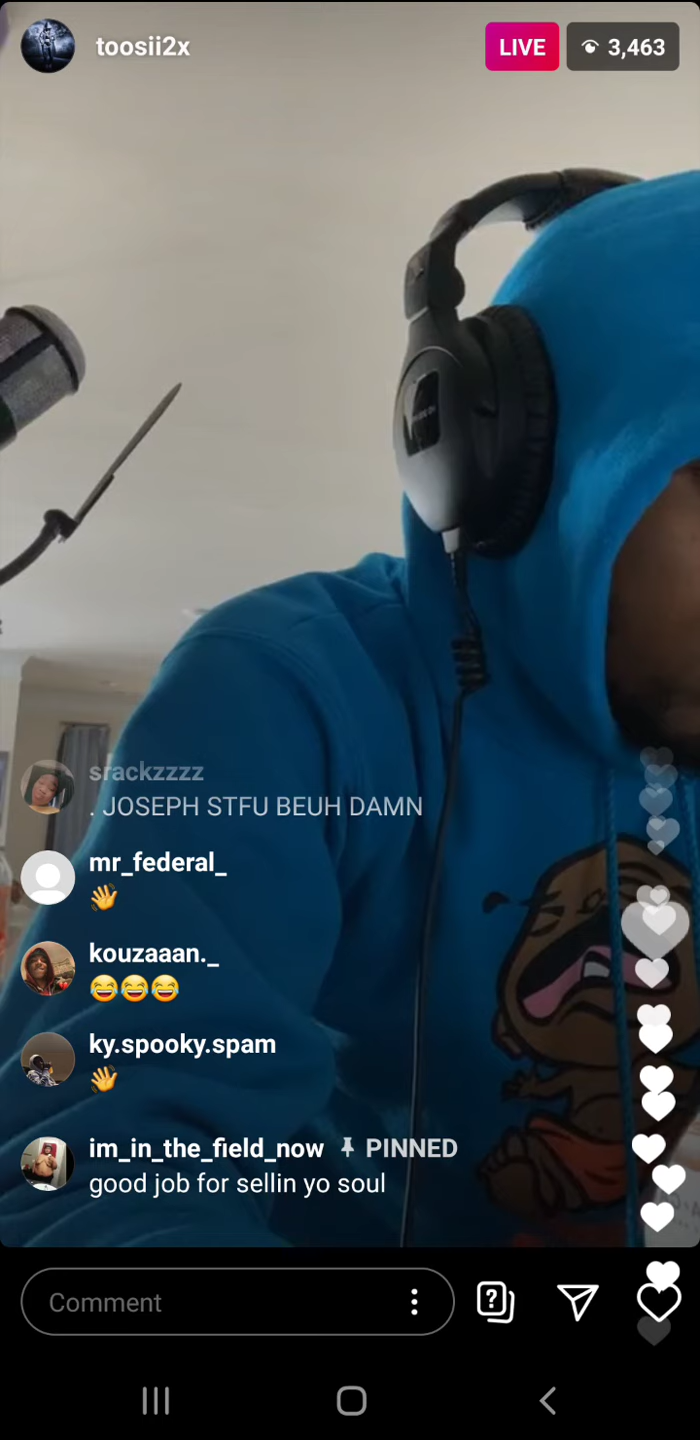 toosii2x
LIVE
3,463
srackzzzz
. JOSEPH STFU BEUH DAMN
mr_federal_
👋
kouzaaan._
😂😂😂
ky.spooky.spam
👋
im_in_the_field_now PINNED
good job for sellin yo soul
Comment